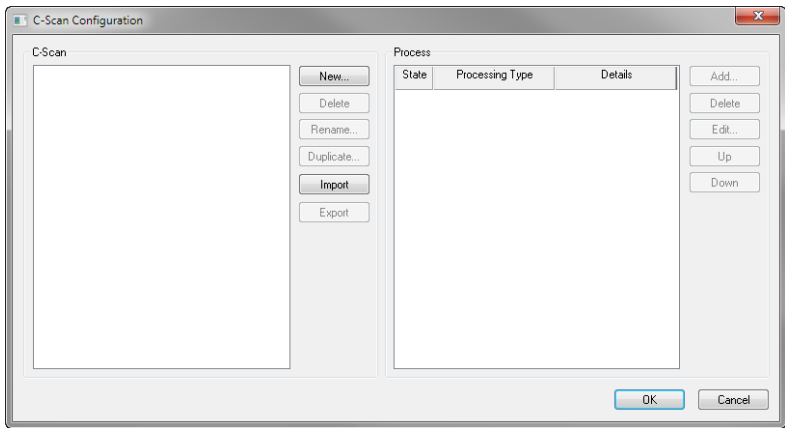 C-Scan Configuration
C-Scan
New...
Delete
Rename...
Duplicate...
Import
Export
Process
State Processing Type Details
Add...
Delete
Edit...
Up
Down
OK Cancel